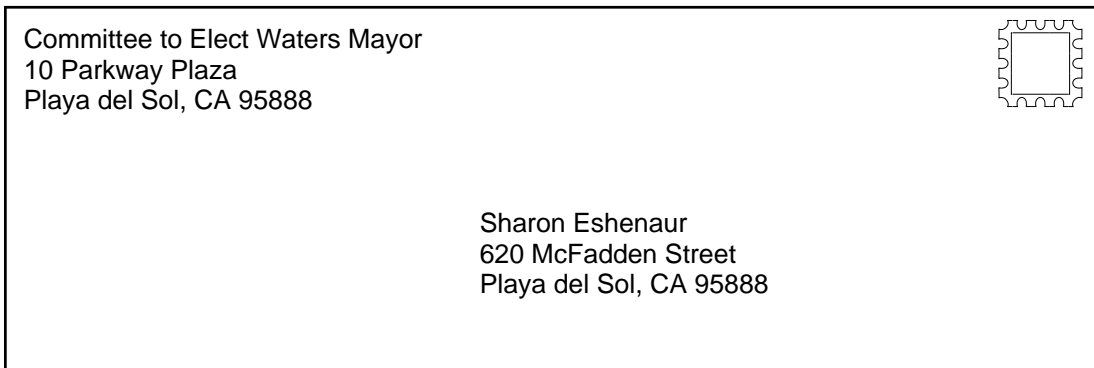 Committee to Elect Waters Mayor
10 Parkway Plaza
Playa del Sol, CA 95888
Sharon Eshenaur
620 McFadden Street
Playa del Sol, CA 95888